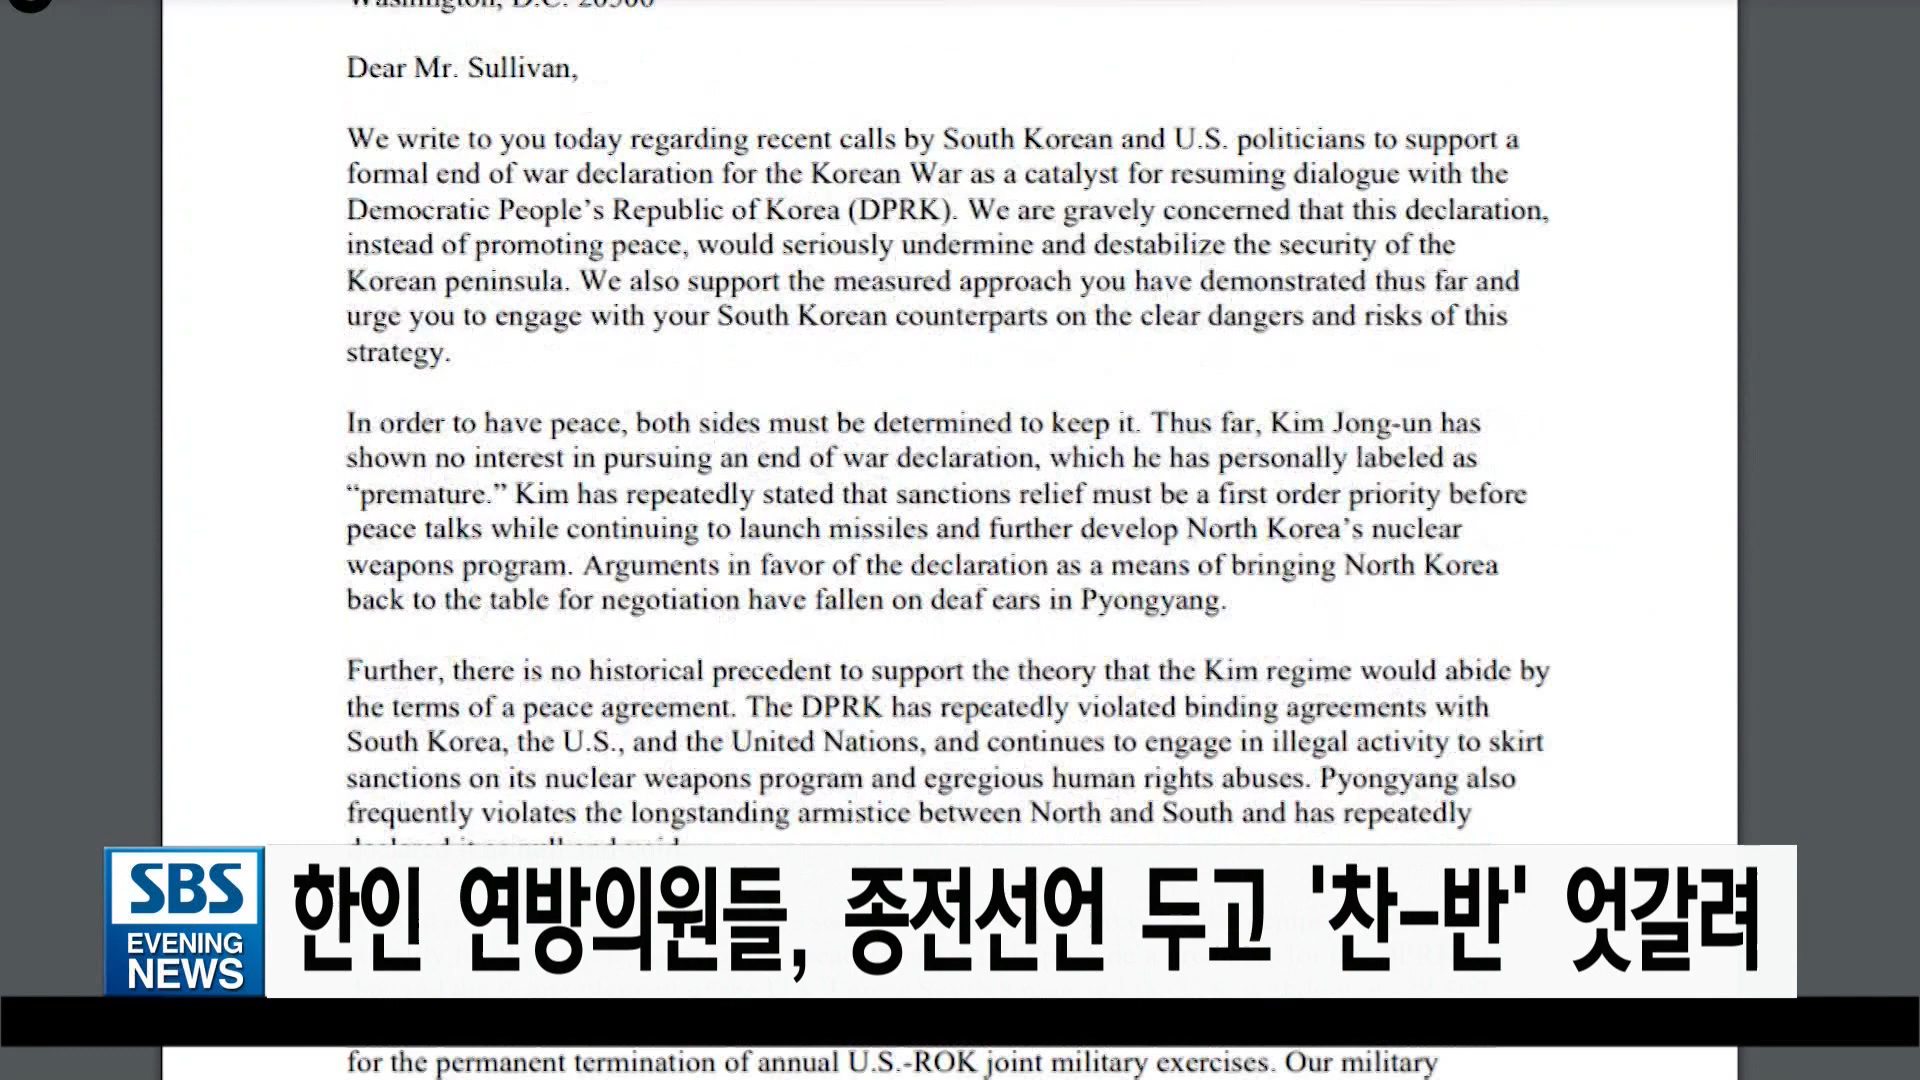 Washington, D.C. 20500
Dear Mr. Sullivan,
We write to you today regarding recent calls by South Korean and U.S. politicians to support a
formal end of war declaration for the Korean War as a catalyst for resuming dialogue with the
Democratic People's Republic of Korea (DPRK). We are gravely concerned that this declaration,
instead of promoting peace, would seriously undermine and destabilize the security of the
Korean peninsula. We also support the measured approach you have demonstrated thus far and
urge you to engage with your South Korean counterparts on the clear dangers and risks of this
strategy.
In order to have peace, both sides must be determined to keep it. Thus far, Kim Jong-un has
shown no interest in pursuing an end of war declaration, which he has personally labeled as
“premature.” Kim has repeatedly stated that sanctions relief must be a first order priority before
peace talks while continuing to launch missiles and further develop North Korea's nuclear
weapons program. Arguments in favor of the declaration as a means of bringing North Korea
back to the table for negotiation have fallen on deaf ears in Pyongyang.
Further, there is no historical precedent to support the theory that the Kim regime would abide by
the terms of a peace agreement. The DPRK has repeatedly violated binding agreements with
South Korea, the U.S., and the United Nations, and continues to engage in illegal activity to skirt
sanctions on its nuclear weapons program and egregious human rights abuses. Pyongyang also
frequently violates the longstanding armistice between North and South and has repeatedly
SBS
EVENING
NEWS
한인 연방의원들, 종전선언 두고 '찬-반' 엇갈려
for the permanent termination of annual U.S.-ROK joint military exercises. Our military